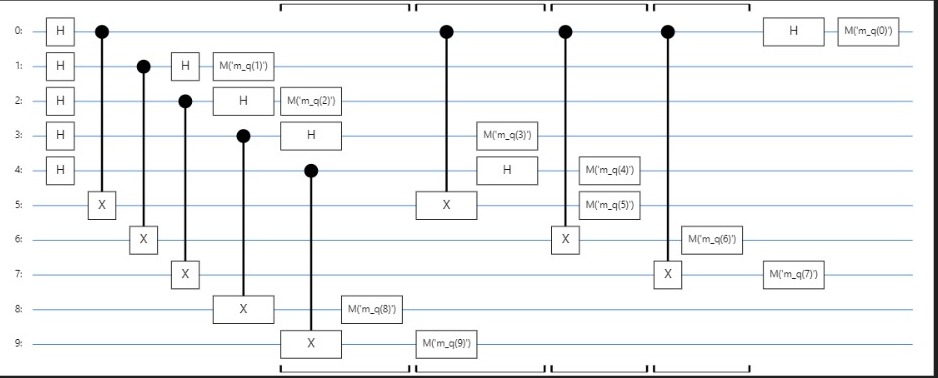 0: H H M('m_q(0)')
1: H H M('m_q(1)')
2: H H M('m_q(2)')
3: H H M('m_q(3)')
4: H H M('m_q(4)')
5: X X M('m_q(5)')
6: X X M('m_q(6)')
7: X X M('m_q(7)')
8: X M('m_q(8)')
9: X M('m_q(9)')